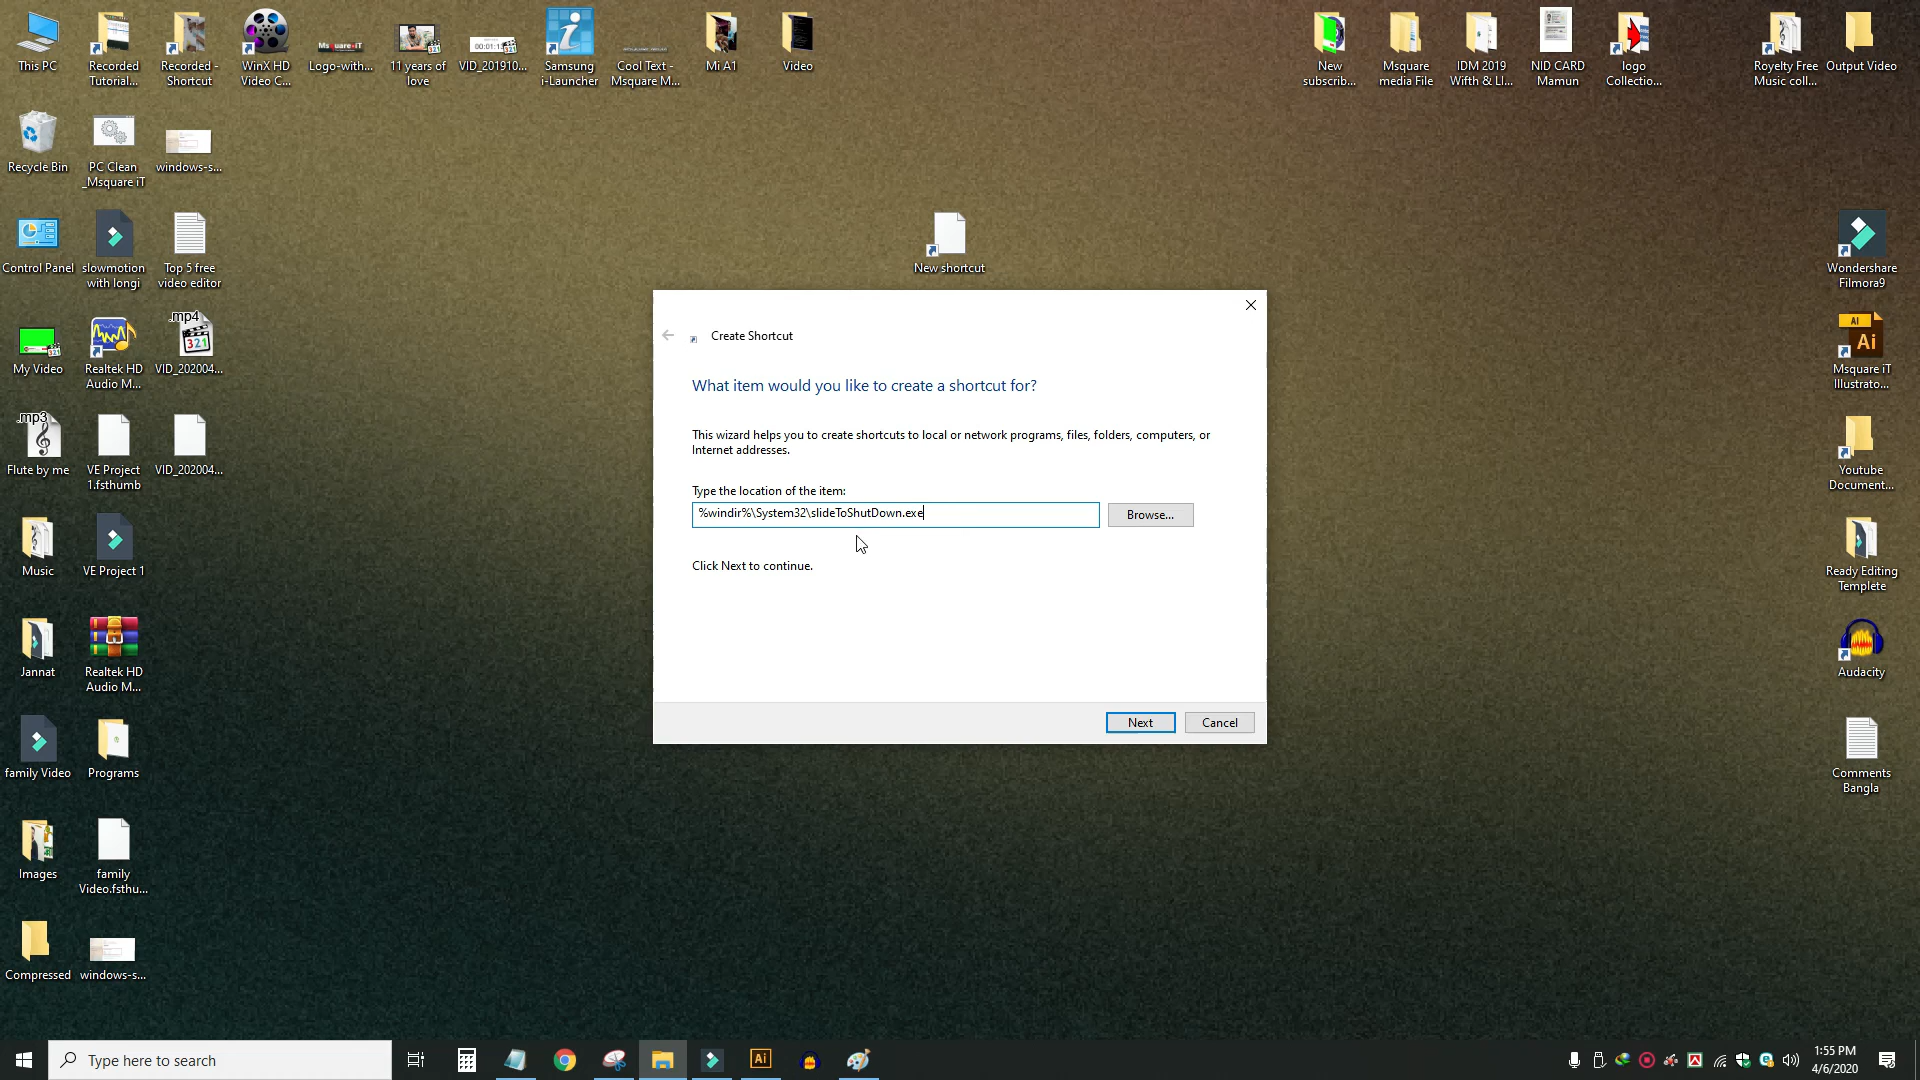 This PC
Recorded
Tutorial...
Recorded -
Shortcut
WinX HD
Video C...
Msquare-iT
Logo-with...
11 years of
love
VID_201910...
Samsung
i-Launcher
Cool Text -
Msquare M...
Mi A1
Video
New
subscrib...
Msquare
media File
IDM 2019
Wifth & LI...
NID CARD
Mamun
logo
Collectio...
Royelty Free
Music coll...
Output Video
Recycle Bin
PC Clean
_Msquare iT
windows-s...
Control Panel
slowmotion
with longi
Top 5 free
video editor
New shortcut
Wondershare
Filmora9
My Video
Realtek HD
Audio M...
.mp4
321
VID_202004...
Ai
Ai
Msquare iT
Illustrato...
.mp3
Flute by me
VE Project
1.fsthumb
VID_202004...
Youtube
Document...
Music
VE Project 1
Ready Editing
Templete
Jannat
Realtek HD
Audio M...
Audacity
family Video
Programs
Comments
Bangla
Images
family
Video.fsthu...
Compressed
windows-s...
Create Shortcut
What item would you like to create a shortcut for?
This wizard helps you to create shortcuts to local or network programs, files, folders, computers, or
Internet addresses.
Type the location of the item:
%windir%\System32\slideToShutDown.exe
Browse...
Click Next to continue.
Next
Cancel
Type here to search
Ai
1:55 PM
4/6/2020